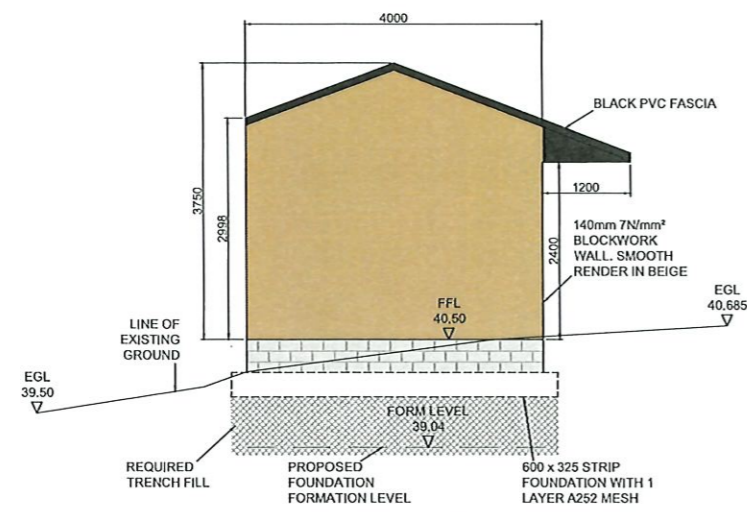 4000
BLACK PVC FASCIA
3750
2998
1200
2400
140mm 7N/mm²
BLOCKWORK
WALL. SMOOTH
RENDER IN BEIGE
FFL
40,50
EGL
40,685
LINE OF
EXISTING
GROUND
EGL
39.50
FORM LEVEL
39,04
REQUIRED
TRENCH FILL
PROPOSED
FOUNDATION
FORMATION LEVEL
600 x 325 STRIP
FOUNDATION WITH 1
LAYER A252 MESH